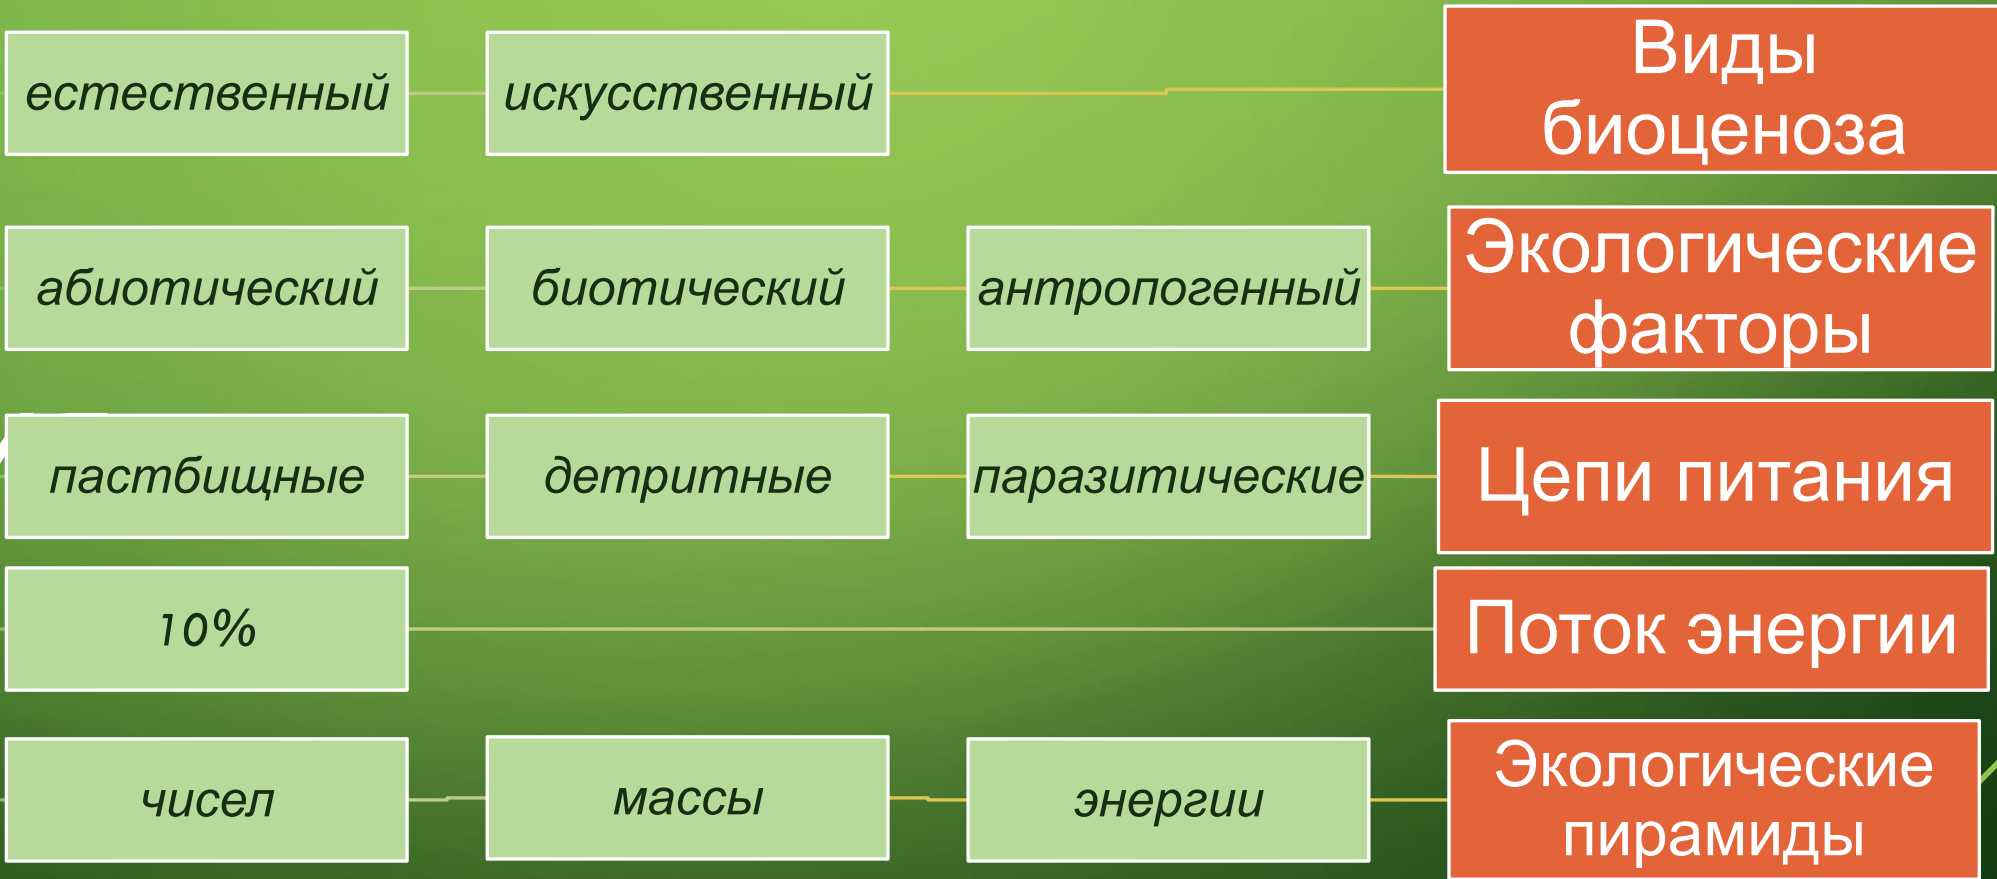 естественный
искусственный
Виды
биоценоза
абиотический
биотический
антропогенный
Экологические
факторы
пастбищные
детритные
паразитические
Цепи питания
10%
Поток энергии
чисел
массы
энергии
Экологические
пирамиды